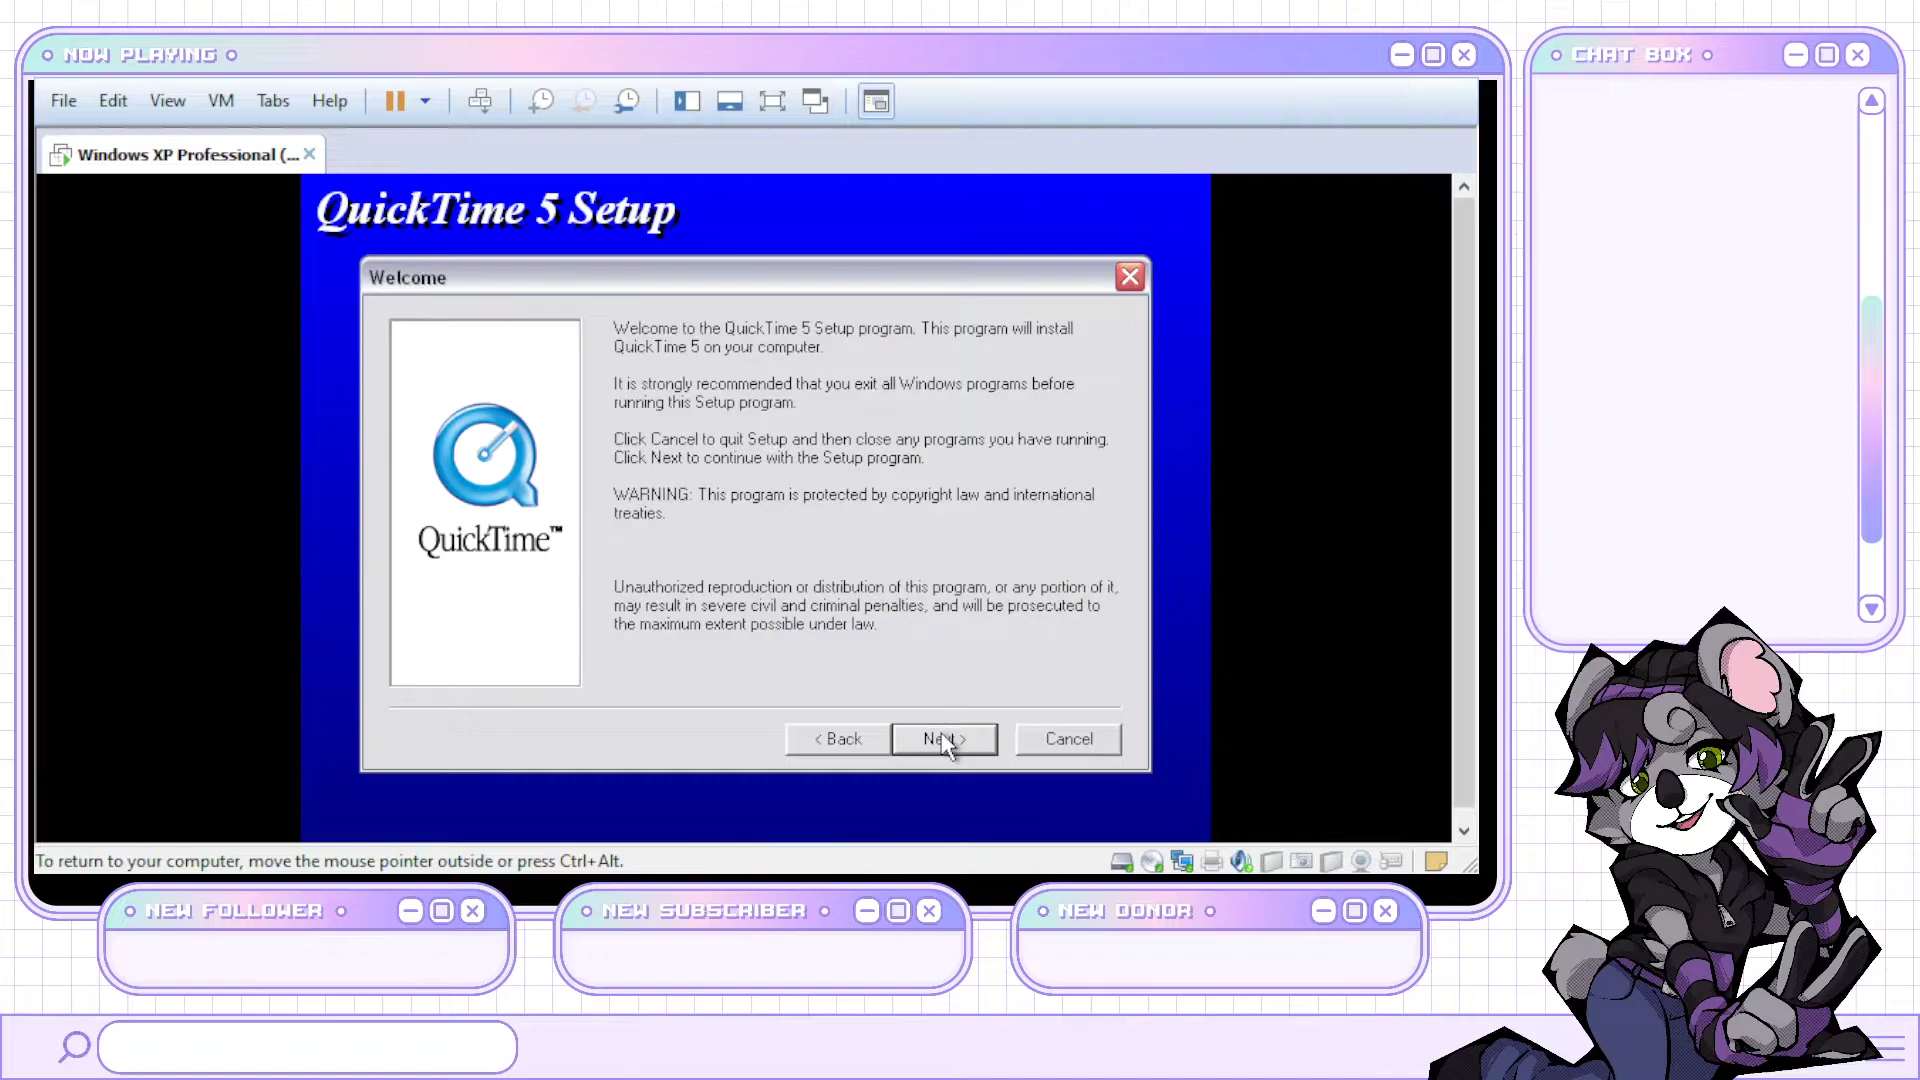 NOW PLAYING
CHAT BOX
File Edit View VM Tabs Help
Windows XP Professional (...
QuickTime 5 Setup
Welcome
Welcome to the QuickTime 5 Setup program. This program will install
QuickTime 5 on your computer.
It is strongly recommended that you exit all Windows programs before
running this Setup program.
Click Cancel to quit Setup and then close any programs you have running.
Click Next to continue with the Setup program.
WARNING: This program is protected by copyright law and international
treaties.
QuickTime™
Unauthorized reproduction or distribution of this program, or any portion of it,
may result in severe civil and criminal penalties, and will be prosecuted to
the maximum extent possible under law.
< Back Next > Cancel
To return to your computer, move the mouse pointer outside or press Ctrl+Alt.
NEW FOLLOWER
NEW SUBSCRIBER
NEW DONOR